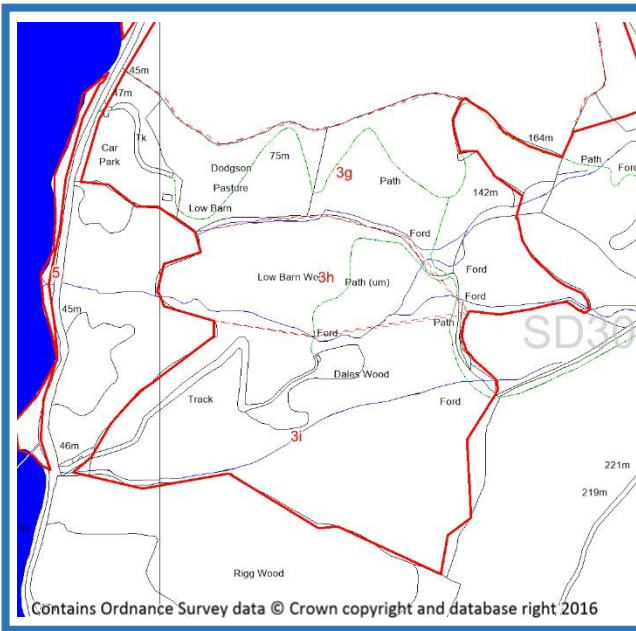 45m
47m
Tk
Car
Park
164m
Path
Ford
Dodgson
75m
3g
Pasture
Path
142m
Low Barn
Ford
5
Low Barn Wo
3h
Path (um)
Ford
Ford
45m
Ford
Path
SD30
Dales Wood
Track
Ford
3i
46m
221m
219m
Rigg Wood
Contains Ordnance Survey data © Crown copyright and database right 2016